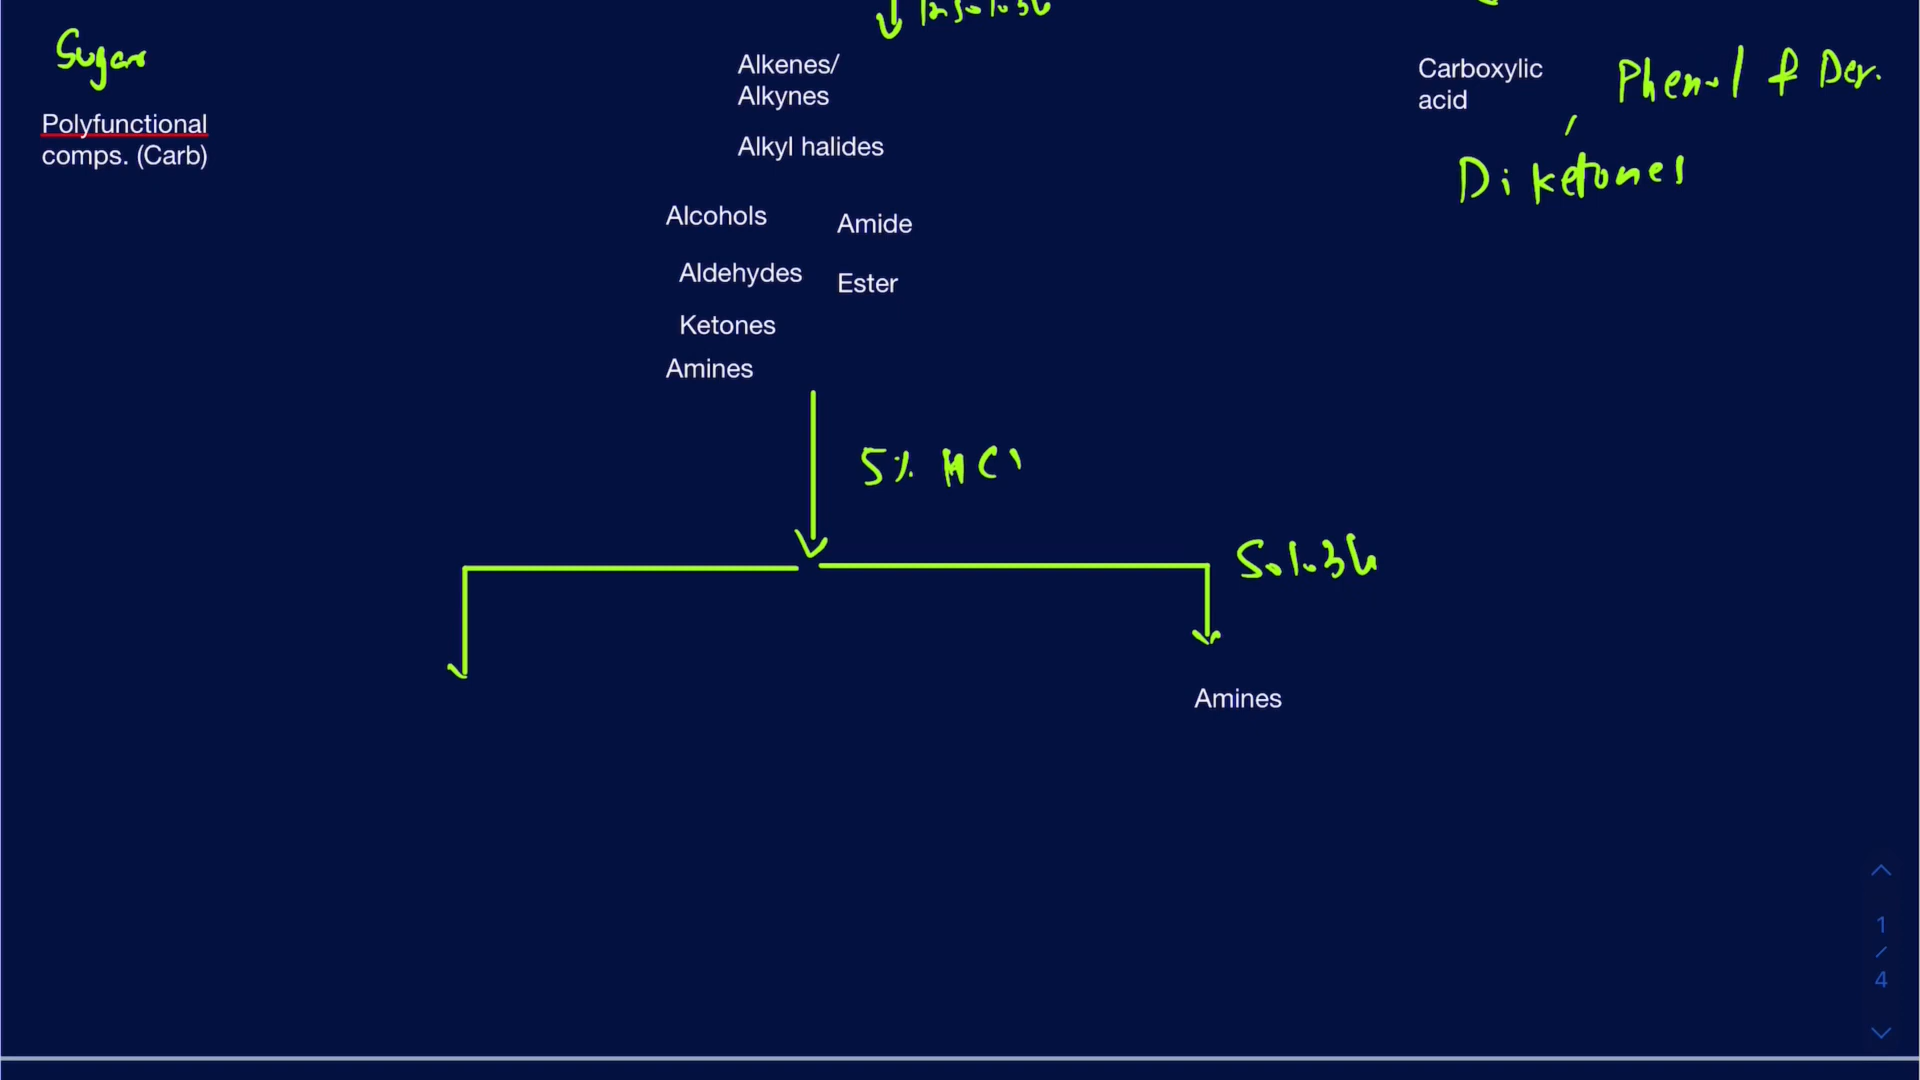 Insoluble
Sugar
Alkenes/
Alkynes
Carboxylic
acid
Phenol & Der.
Polyfunctional
comps. (Carb)
Alkyl halides
Diketones
Alcohols
Amide
Aldehydes
Ester
Ketones
Amines
5% HCl
Soluble
Amines
1
/
4